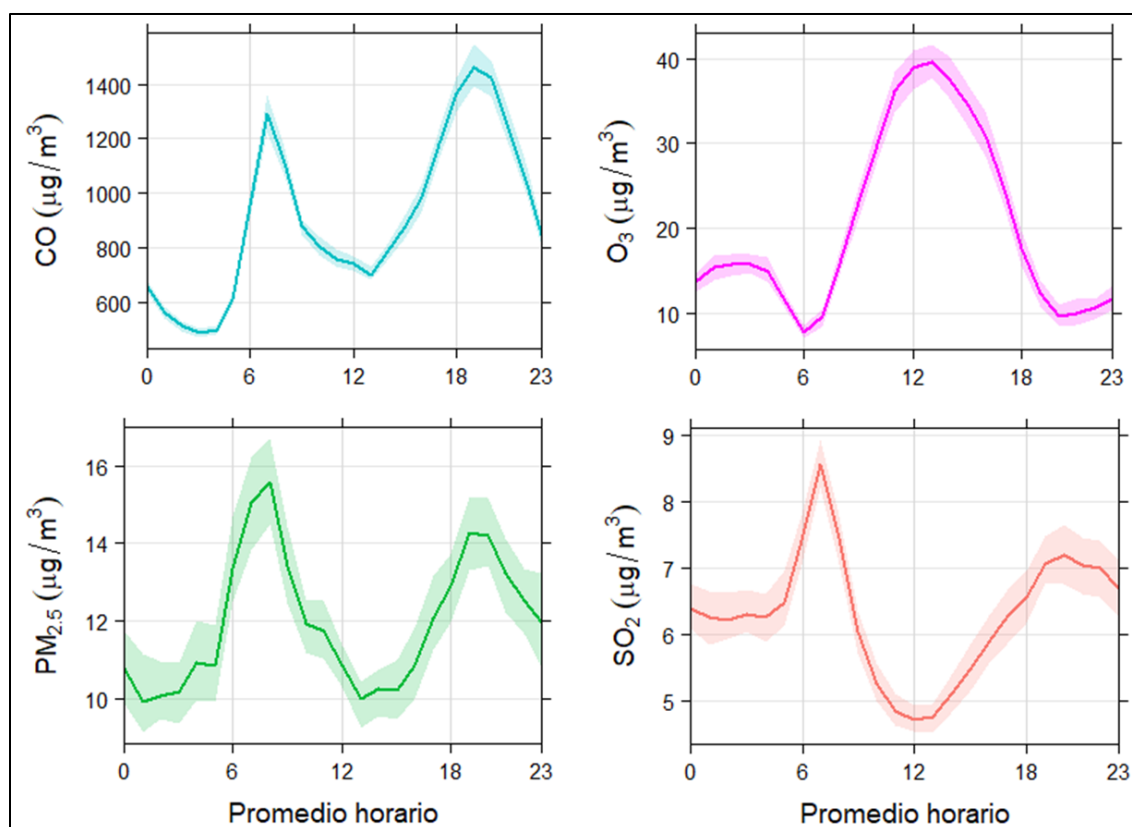 CO (μg/m³)
1400
1200
1000
800
600
0 6 12 18 23
O₃ (μg/m³)
40
30
20
10
0 6 12 18 23
PM₂.₅ (μg/m³)
16
14
12
10
0 6 12 18 23
Promedio horario
SO₂ (μg/m³)
9
8
7
6
5
0 6 12 18 23
Promedio horario